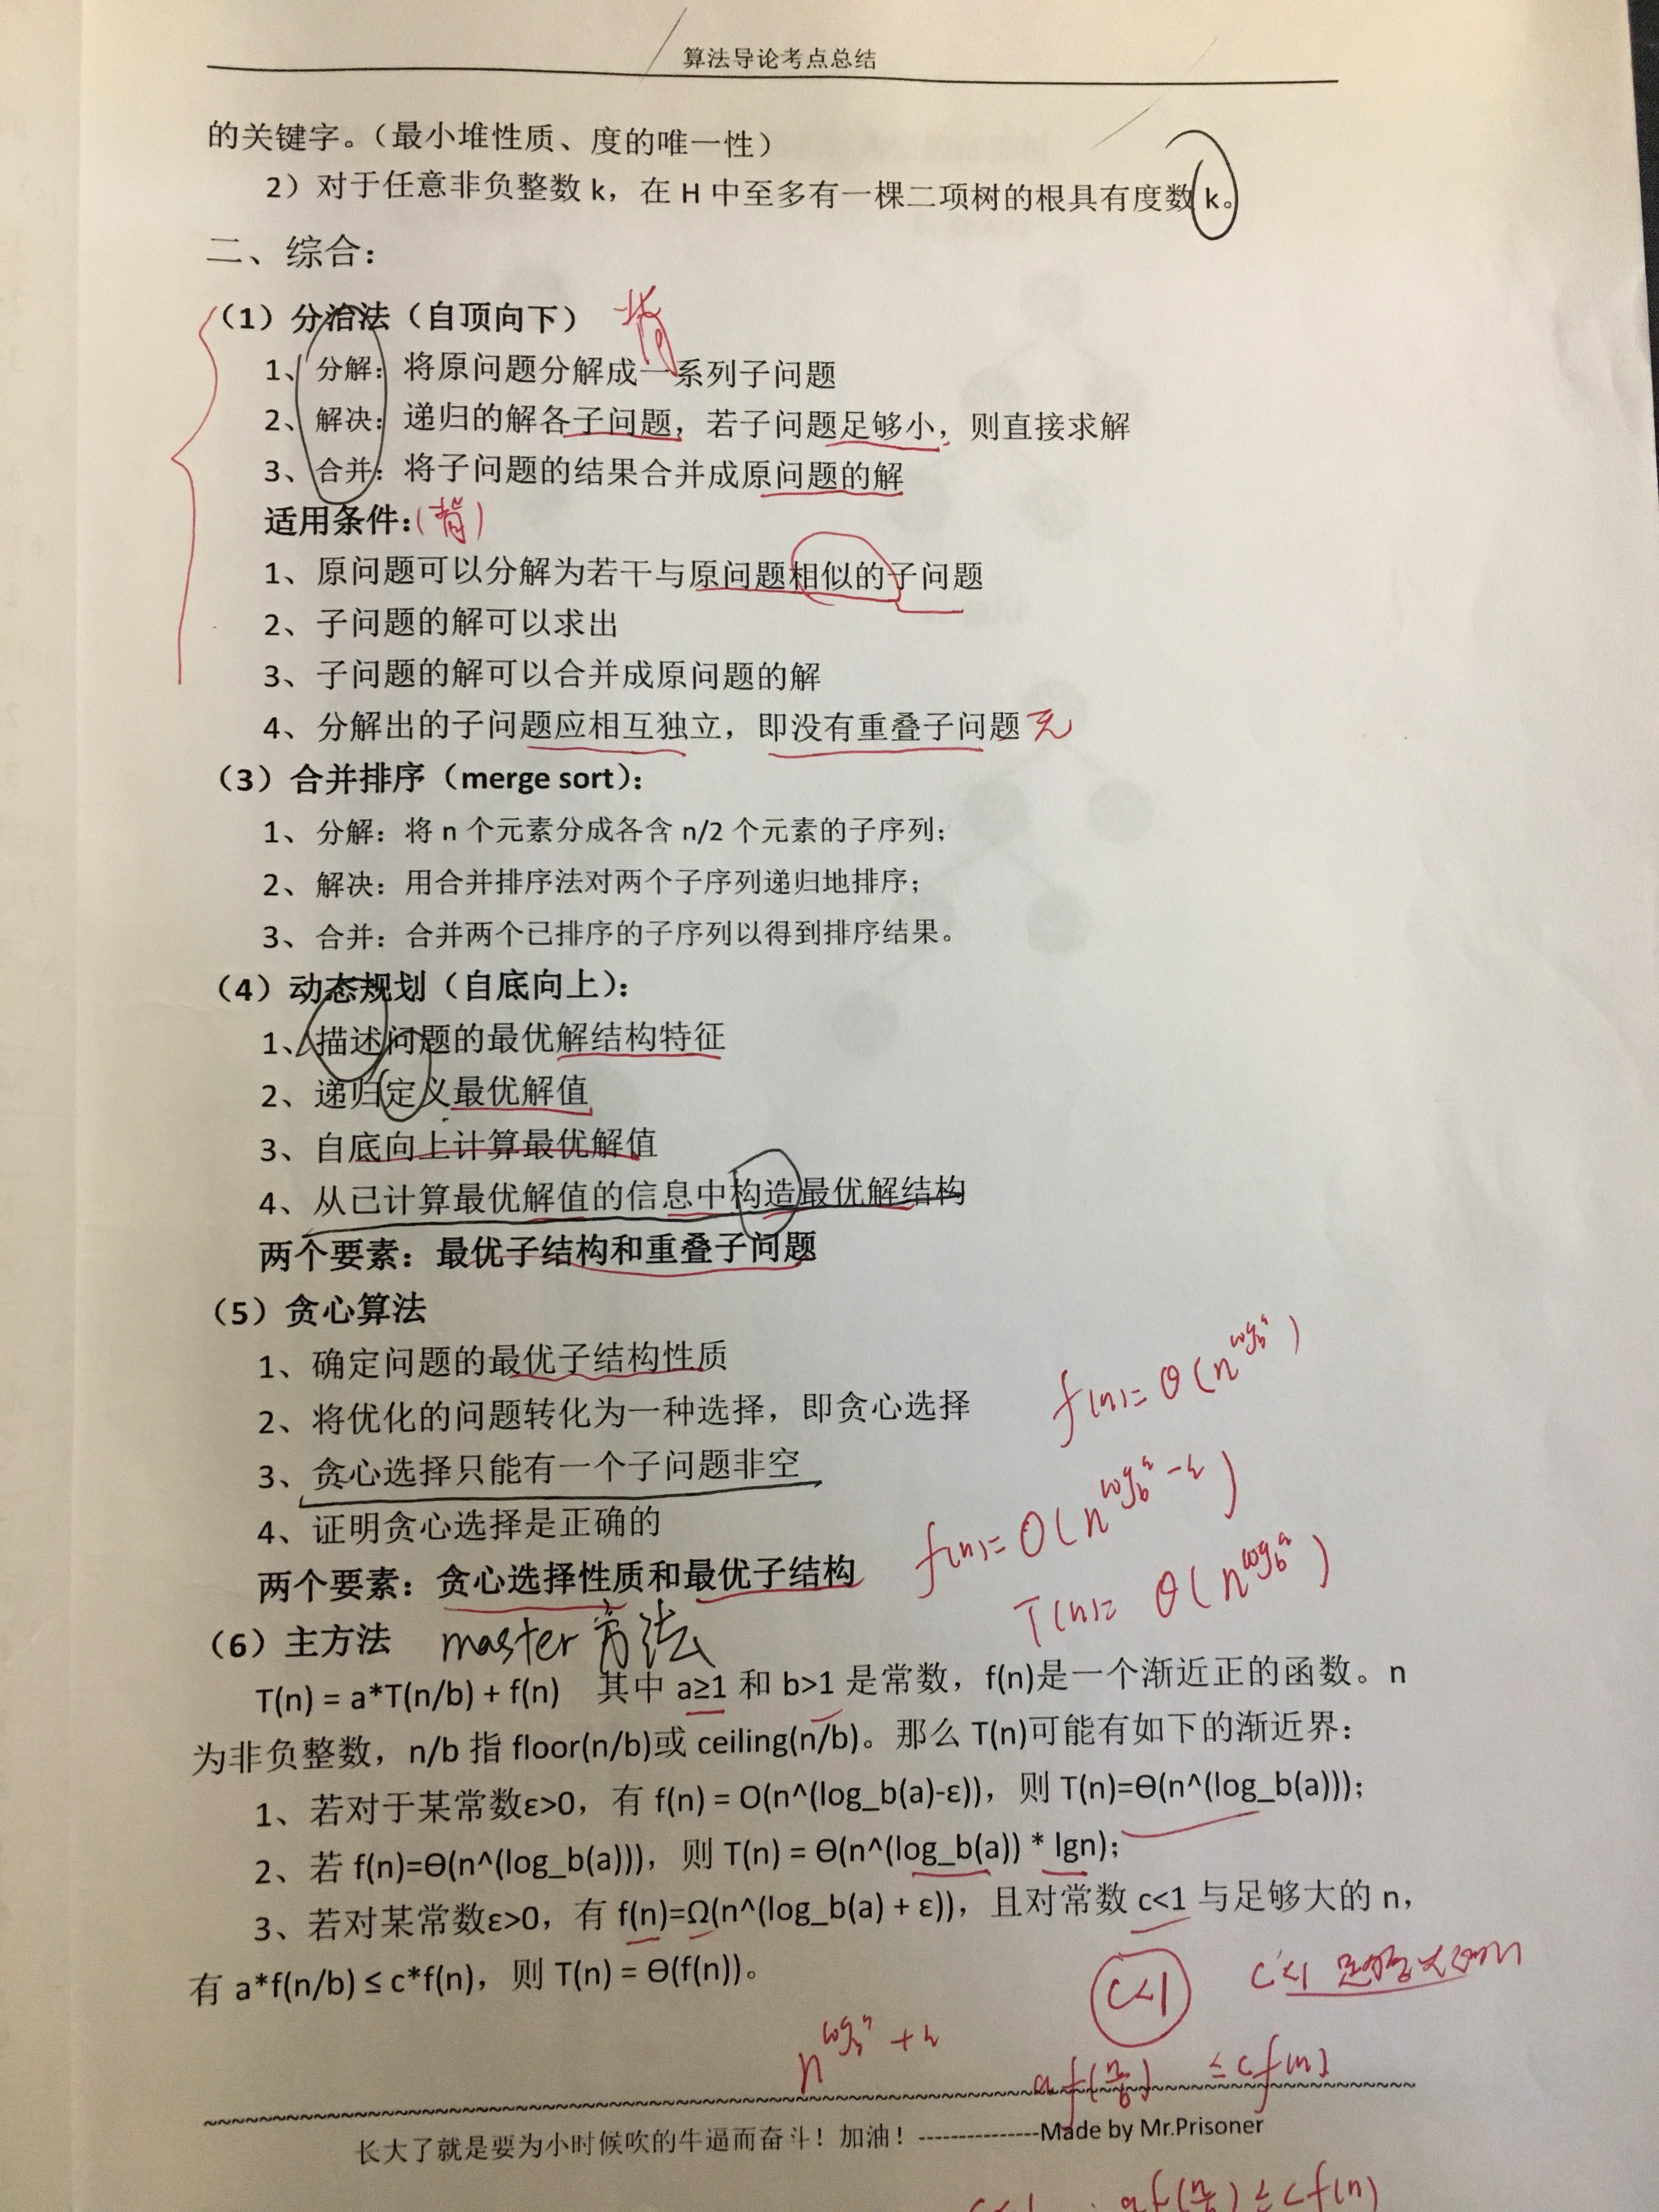 算法导论考点总结
的关键字。（最小堆性质、度的唯一性）
2）对于任意非负整数 k，在 H 中至多有一棵二项树的根具有度数 k。
二、综合：
（1）分治法（自顶向下） 背
1、分解：将原问题分解成一系列子问题
2、解决：递归的解各子问题，若子问题足够小，则直接求解
3、合并：将子问题的结果合并成原问题的解
适用条件：（背）
1、原问题可以分解为若干与原问题相似的子问题
2、子问题的解可以求出
3、子问题的解可以合并成原问题的解
4、分解出的子问题应相互独立，即没有重叠子问题 无
（3）合并排序（merge sort）：
1、分解：将 n 个元素分成各含 n/2 个元素的子序列；
2、解决：用合并排序法对两个子序列递归地排序；
3、合并：合并两个已排序的子序列以得到排序结果。
（4）动态规划（自底向上）：
1、描述问题的最优解结构特征
2、递归定义最优解值
3、自底向上计算最优解值
4、从已计算最优解值的信息中构造最优解结构
两个要素：最优子结构和重叠子问题
（5）贪心算法
1、确定问题的最优子结构性质
f(n)= θ(n^log_b^a)
2、将优化的问题转化为一种选择，即贪心选择
3、贪心选择只能有一个子问题非空
f(n)= O(n^log_b^a-ε)
4、证明贪心选择是正确的
两个要素：贪心选择性质和最优子结构
T(n)= θ(n^log_b^a)
（6）主方法 master 方法
T(n) = a*T(n/b) + f(n) 其中 a≥1 和 b>1 是常数，f(n)是一个渐近正的函数。n
为非负整数，n/b 指 floor(n/b)或 ceiling(n/b)。那么 T(n)可能有如下的渐近界：
1、若对于某常数ε>0，有 f(n) = O(n^(log_b(a)-ε))，则 T(n)=Θ(n^(log_b(a)));
2、若 f(n)=Θ(n^(log_b(a)))，则 T(n) = Θ(n^(log_b(a)) * lgn);
3、若对某常数ε>0，有 f(n)=Ω(n^(log_b(a) + ε))，且对常数 c<1 与足够大的 n，
有 a*f(n/b) ≤ c*f(n)，则 T(n) = Θ(f(n))。
c<1 c<1 足够大的n
n^log_b^a+ε
af(n/b) ≤cf(n)
长大了就是要为小时候吹的牛逼而奋斗！加油！---------------Made by Mr.Prisoner
af(n/b) ≤ cf(n)